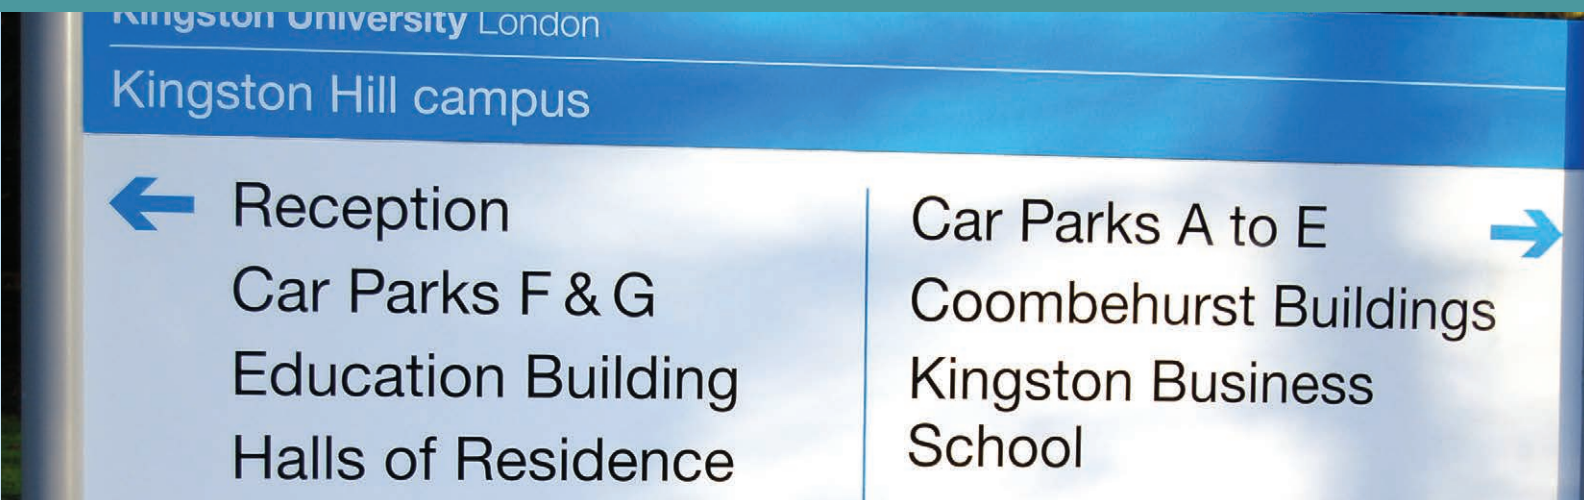 Kingston University London
Kingston Hill campus
Reception
Car Parks F & G
Education Building
Halls of Residence
Car Parks A to E
Coombehurst Buildings
Kingston Business
School